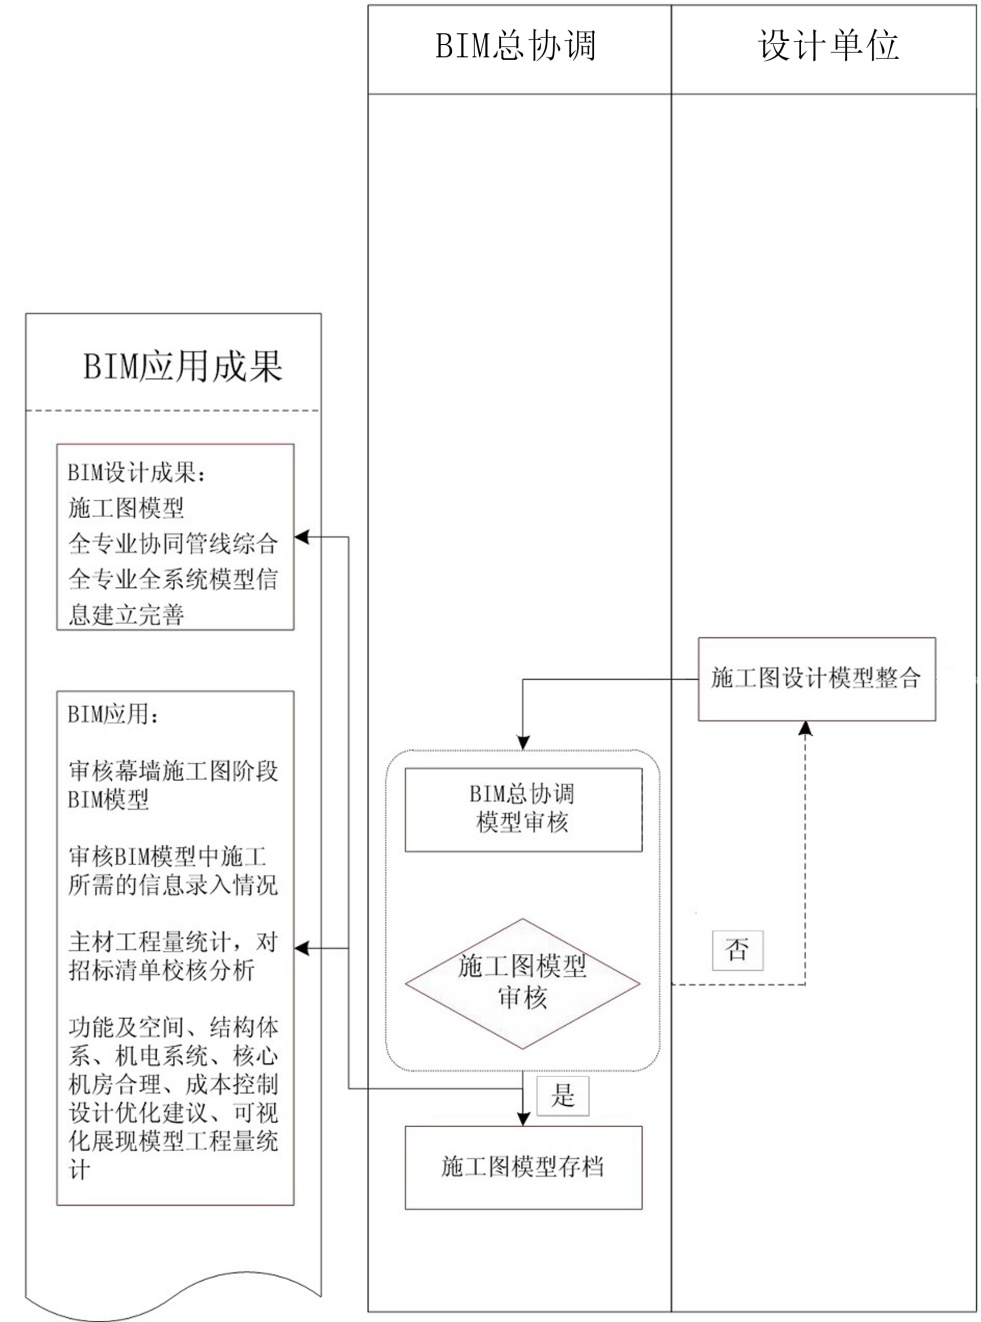 BIM总协调
设计单位
BIM应用成果
BIM设计成果：
施工图模型
全专业协同管线综合
全专业全系统模型信
息建立完善
BIM应用：
审核幕墙施工图阶段
BIM模型
审核BIM模型中施工
所需的信息录入情况
主材工程量统计，对
招标清单校核分析
功能及空间、结构体
系、机电系统、核心
机房合理、成本控制
设计优化建议、可视
化展现模型工程量统
计
施工图设计模型整合
BIM总协调
模型审核
施工图模型
审核
否
是
施工图模型存档